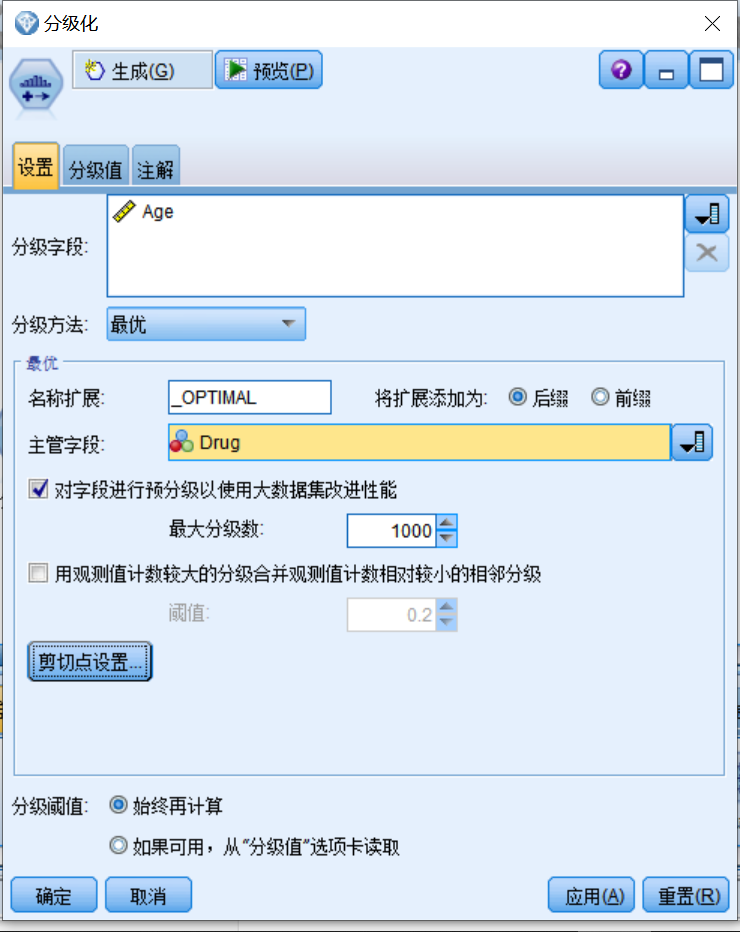 分级化
生成(G) 预览(P)
设置 分级值 注解
分级字段: Age
分级方法: 最优
最优
名称扩展: _OPTIMAL 将扩展添加为: 后缀 前缀
主管字段: Drug
对字段进行预分级以使用大数据集改进性能
最大分级数: 1000
用观测值计数较大的分级合并观测值计数相对较小的相邻分级
阈值: 0.2
剪切点设置...
分级阈值: 始终再计算
如果可用，从“分级值”选项卡读取
确定 取消 应用(A) 重置(R)